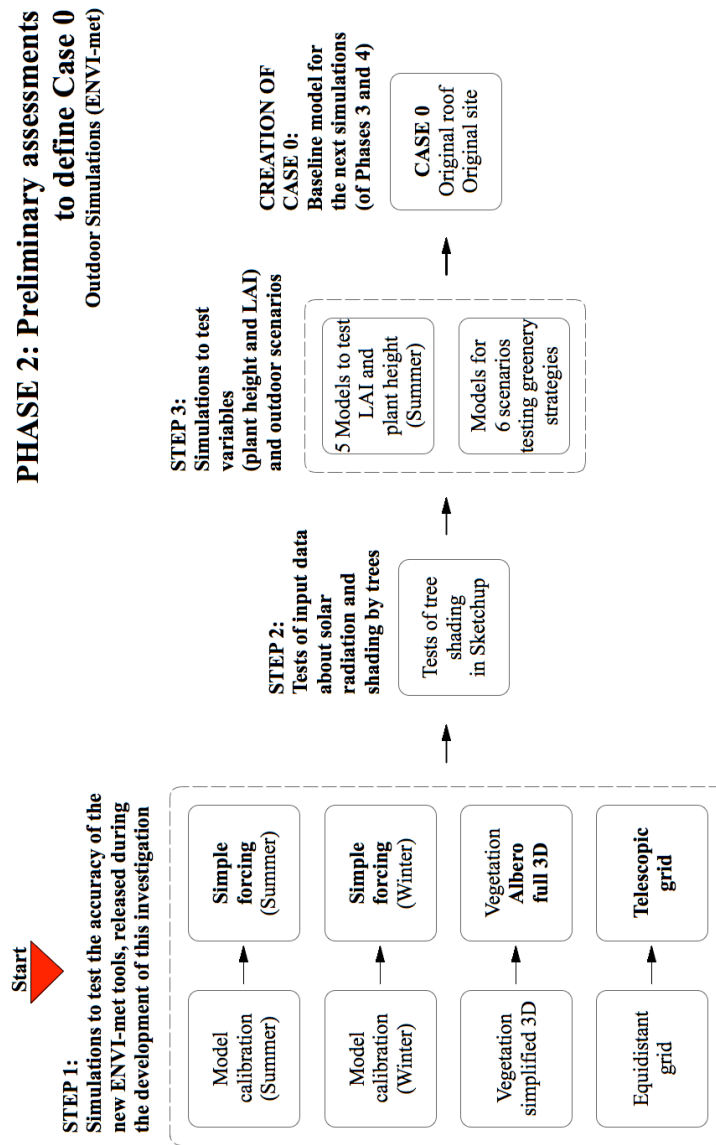 PHASE 2: Preliminary assessments
to define Case 0
Outdoor Simulations (ENVI-met)
Start
STEP 1:
Simulations to test the accuracy of the
new ENVI-met tools, released during
the development of this investigation
Model
calibration
(Summer)
Simple
forcing
(Summer)
Model
calibration
(Winter)
Simple
forcing
(Winter)
Vegetation
simplified 3D
Vegetation
Albero
full 3D
Equidistant
grid
Telescopic
grid
STEP 2:
Tests of input data
about solar
radiation and
shading by trees
Tests of tree
shading
in Sketchup
STEP 3:
Simulations to test
variables
(plant height and LAI)
and outdoor scenarios
5 Models to test
LAI and
plant height
(Summer)
Models for
6 scenarios
testing greenery
strategies
CREATION OF
CASE 0:
Baseline model for
the next simulations
(of Phases 3 and 4)
CASE 0
Original roof
Original site